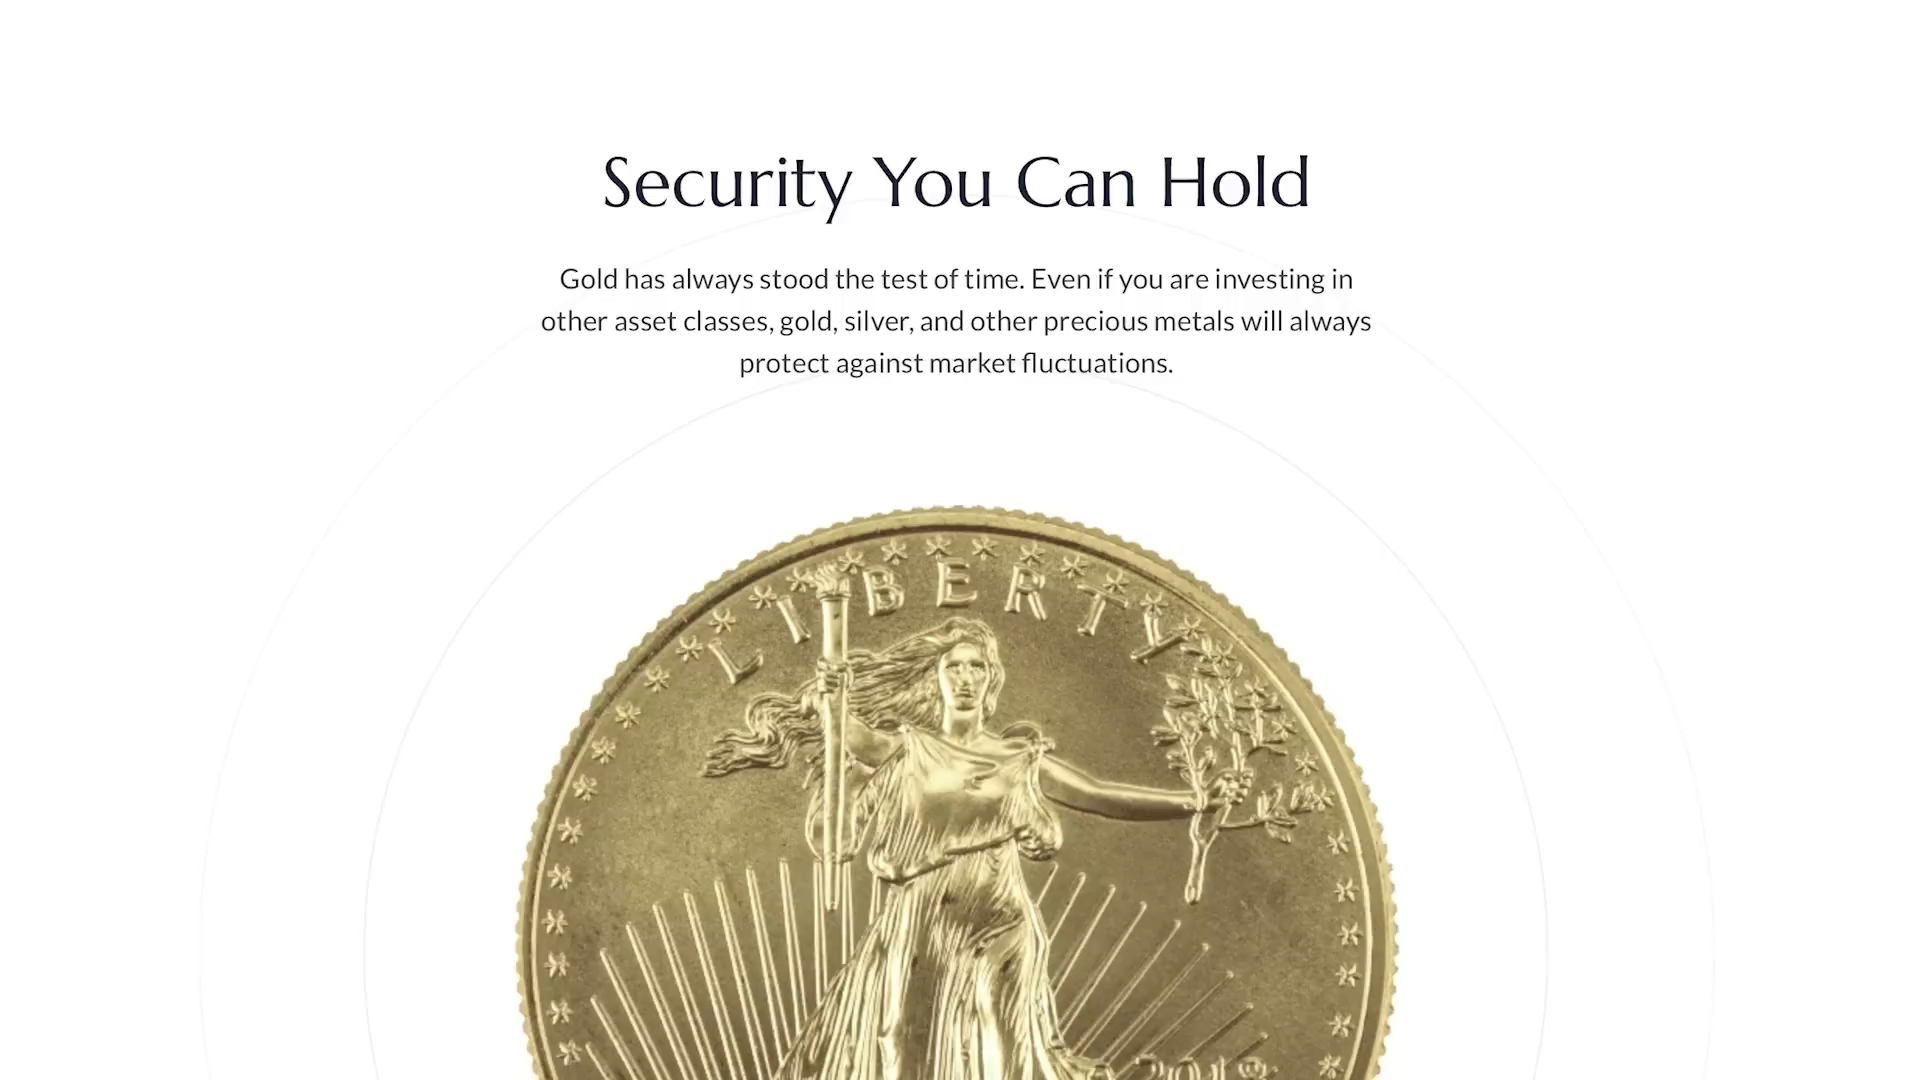 Security You Can Hold
Gold has always stood the test of time. Even if you are investing in
other asset classes, gold, silver, and other precious metals will always
protect against market fluctuations.
LIBERTY